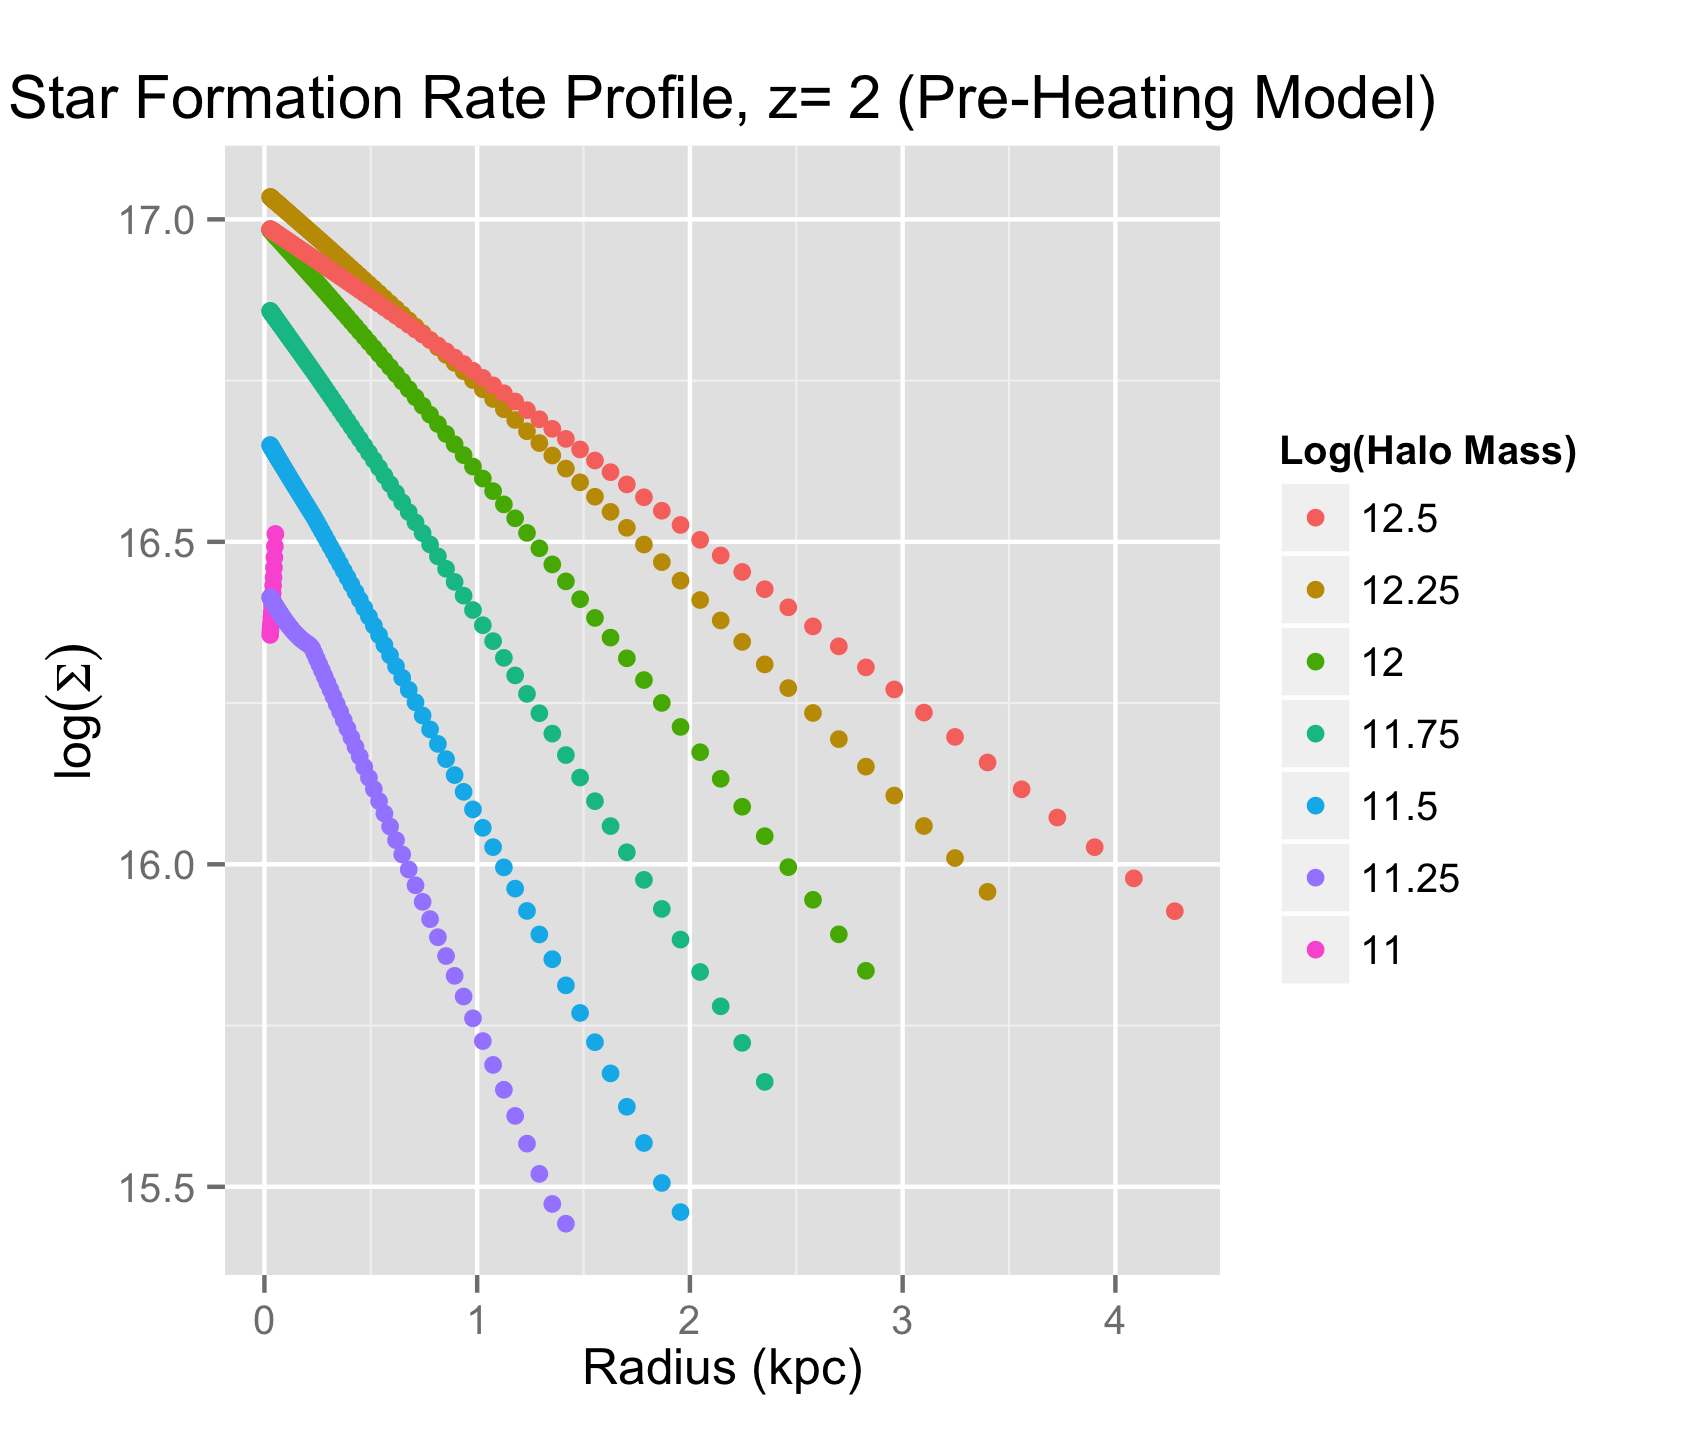 Star Formation Rate Profile, z= 2 (Pre-Heating Model)
17.0
16.5
16.0
15.5
log(Σ)
0 1 2 3 4
Radius (kpc)
Log(Halo Mass)
12.5
12.25
12
11.75
11.5
11.25
11